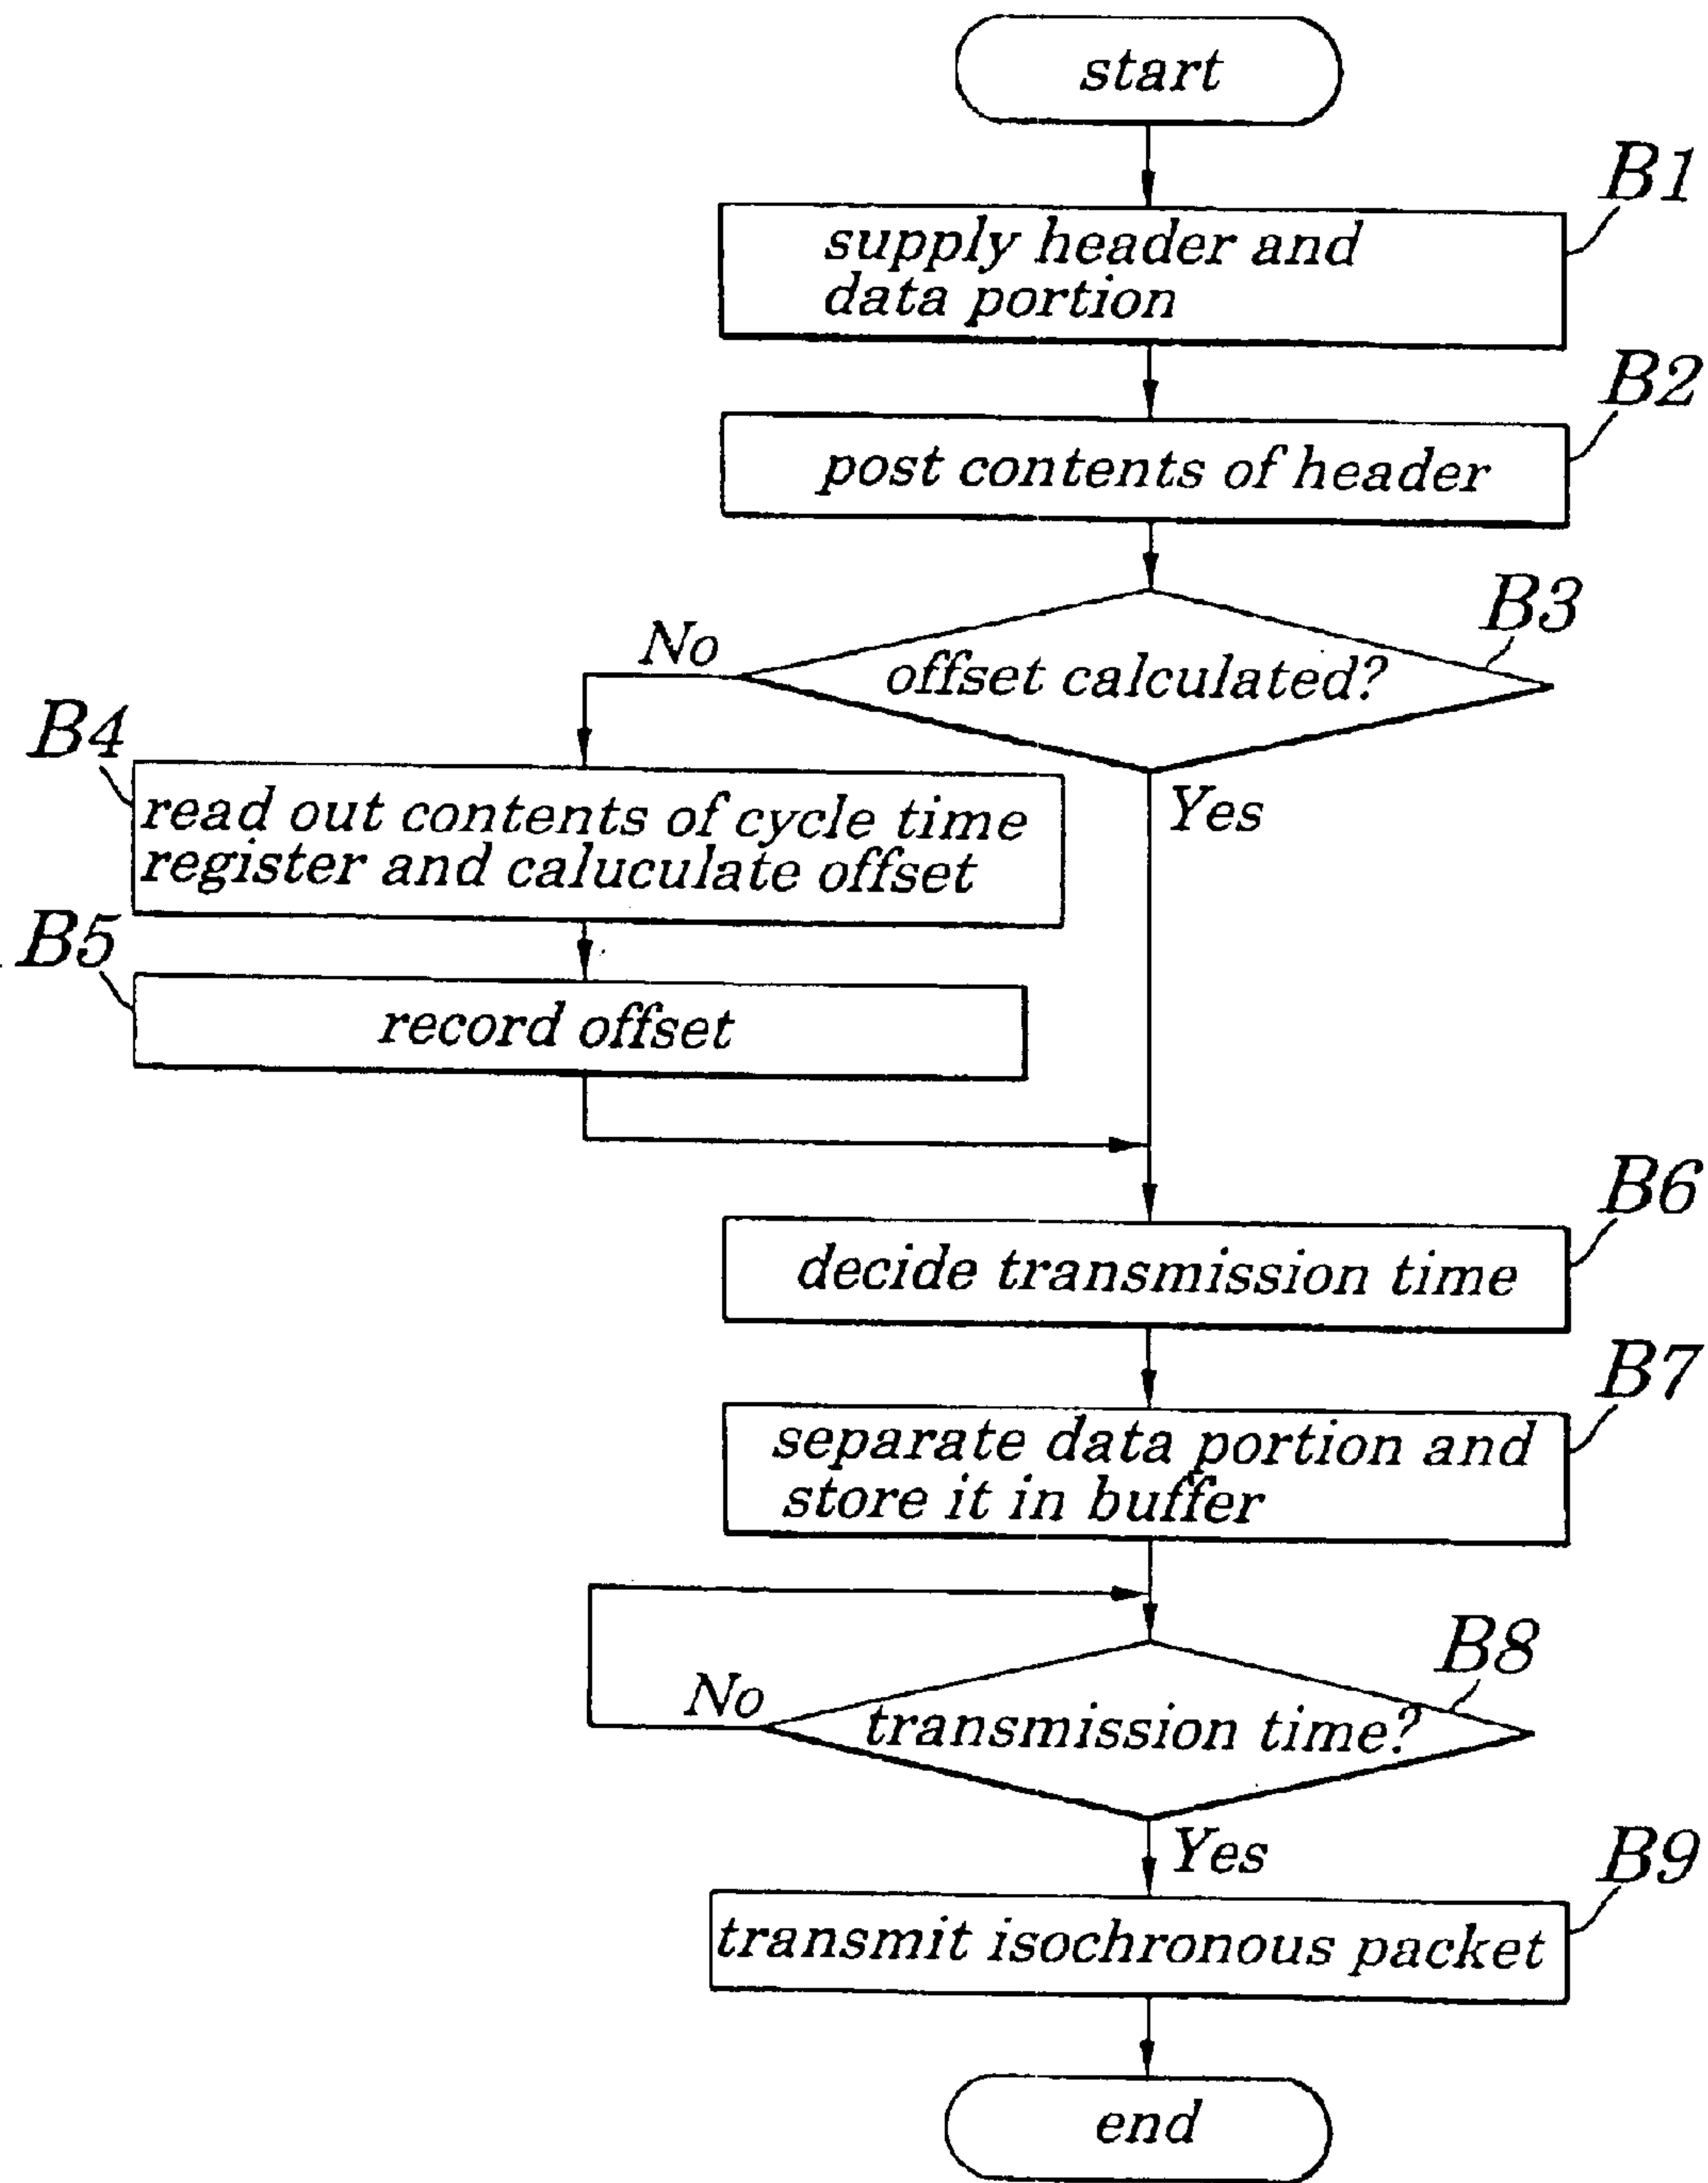 start
B1
supply header and
data portion
B2
post contents of header
B3
No
offset calculated?
B4
Yes
read out contents of cycle time
register and caluculate offset
B5
record offset
B6
decide transmission time
B7
separate data portion and
store it in buffer
B8
No
transmission time?
Yes
B9
transmit isochronous packet
end